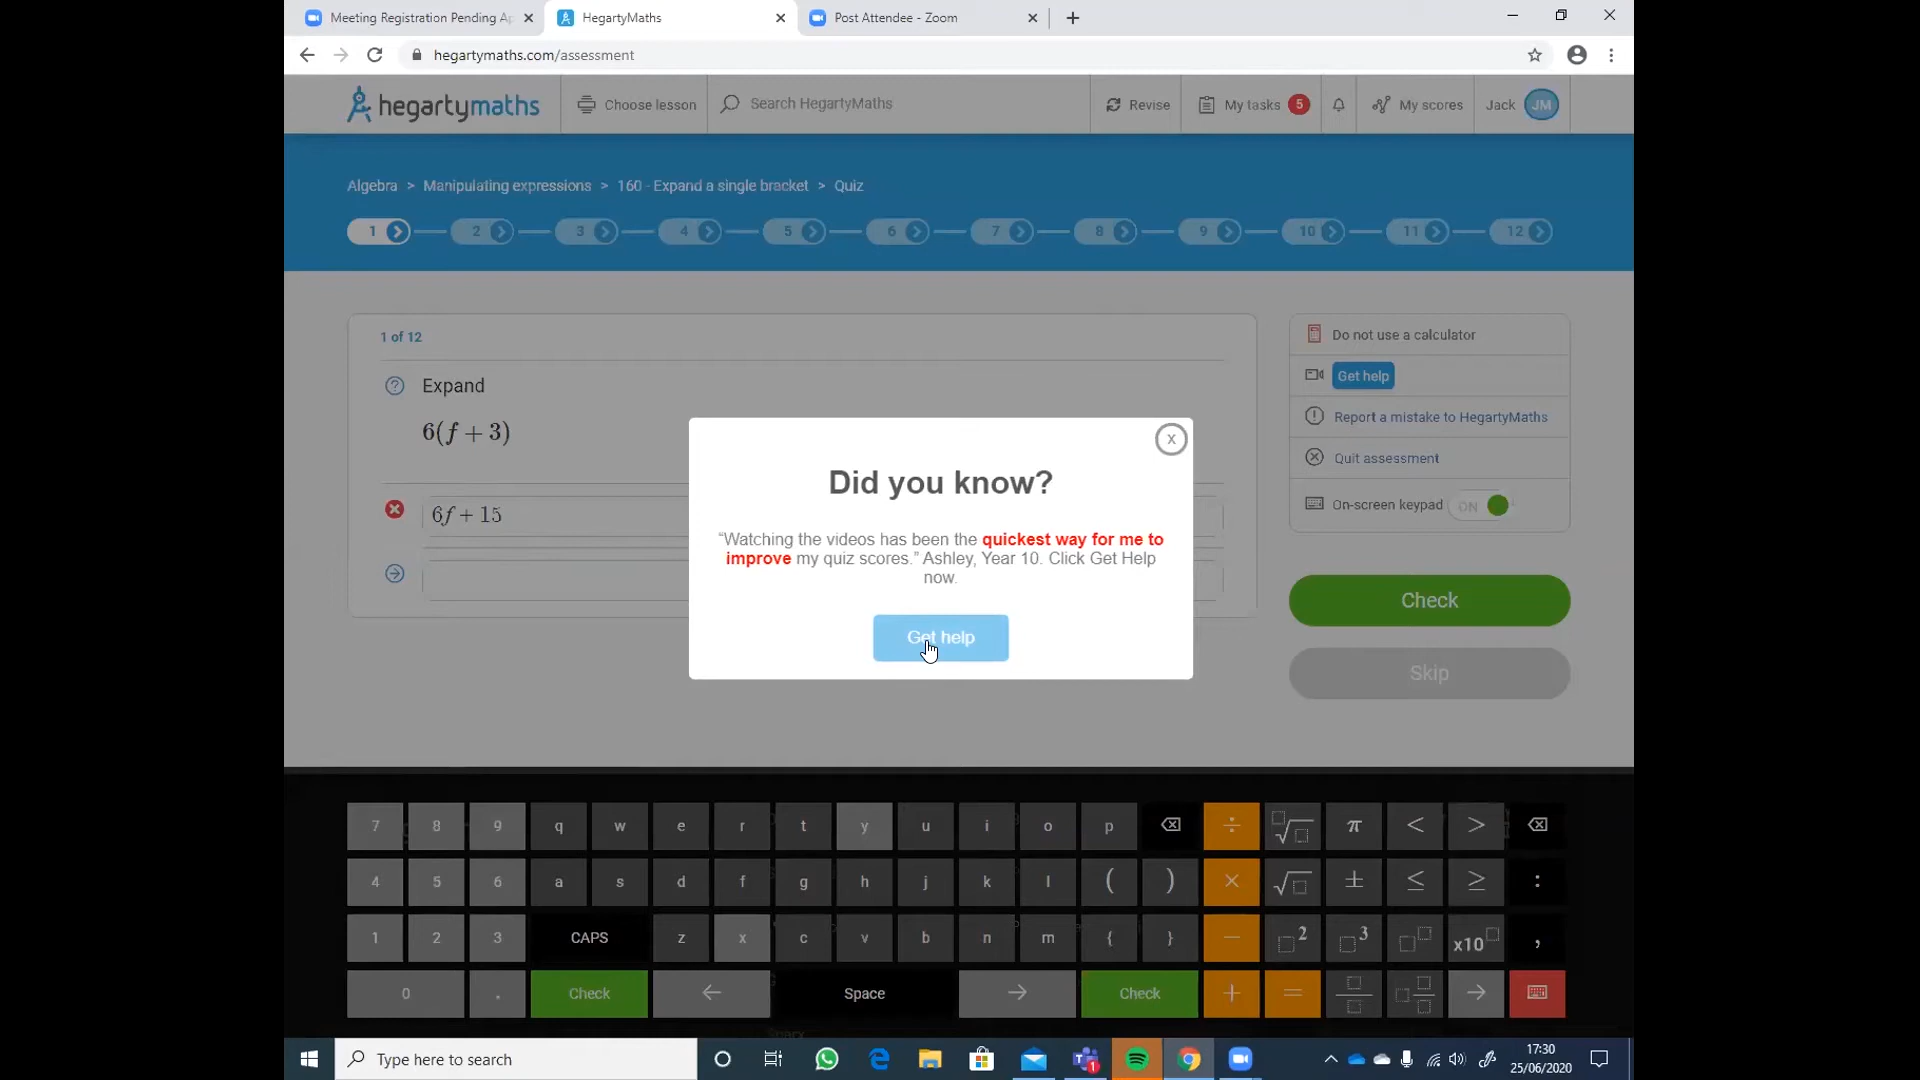 Meeting Registration Pending Ap
HegartyMaths
Post Attendee - Zoom
hegartymaths.com/assessment
hegartymaths
Choose lesson
Search HegartyMaths
Revise
My tasks 5
My scores
Jack JM
Algebra > Manipulating expressions > 160 - Expand a single bracket > Quiz
1 2 3 4 5 6 7 8 9 10 11 12
1 of 12
Expand
6(f + 3)
6f + 15
Do not use a calculator
Get help
Report a mistake to HegartyMaths
Quit assessment
On-screen keypad ON
Check
Skip
X
Did you know?
“Watching the videos has been the quickest way for me to
improve my quiz scores.” Ashley, Year 10. Click Get Help
now.
Get help
7 8 9 q w e r t y u i o p ÷ √ π < >
4 5 6 a s d f g h j k l ( ) × √ ± ≤ ≥ :
1 2 3 CAPS z x c v b n m { } − 2 3 x10 ,
0 . Check ← Space → Check + = →
Type here to search
1
17:30
25/06/2020